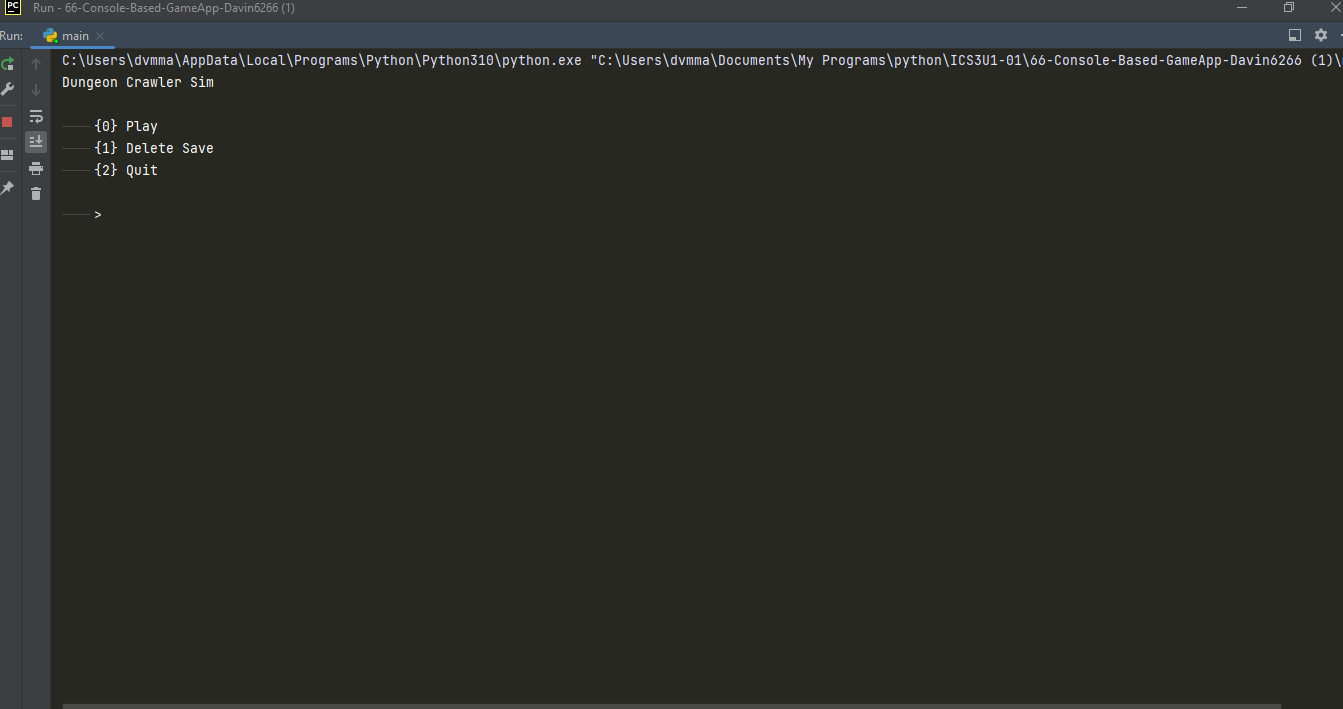 PC Run - 66-Console-Based-GameApp-Davin6266 (1)
Run: main
C:\Users\dvmma\AppData\Local\Programs\Python\Python310\python.exe "C:\Users\dvmma\Documents\My Programs\python\ICS3U1-01\66-Console-Based-GameApp-Davin6266 (1)\
Dungeon Crawler Sim
{0} Play
{1} Delete Save
{2} Quit
>